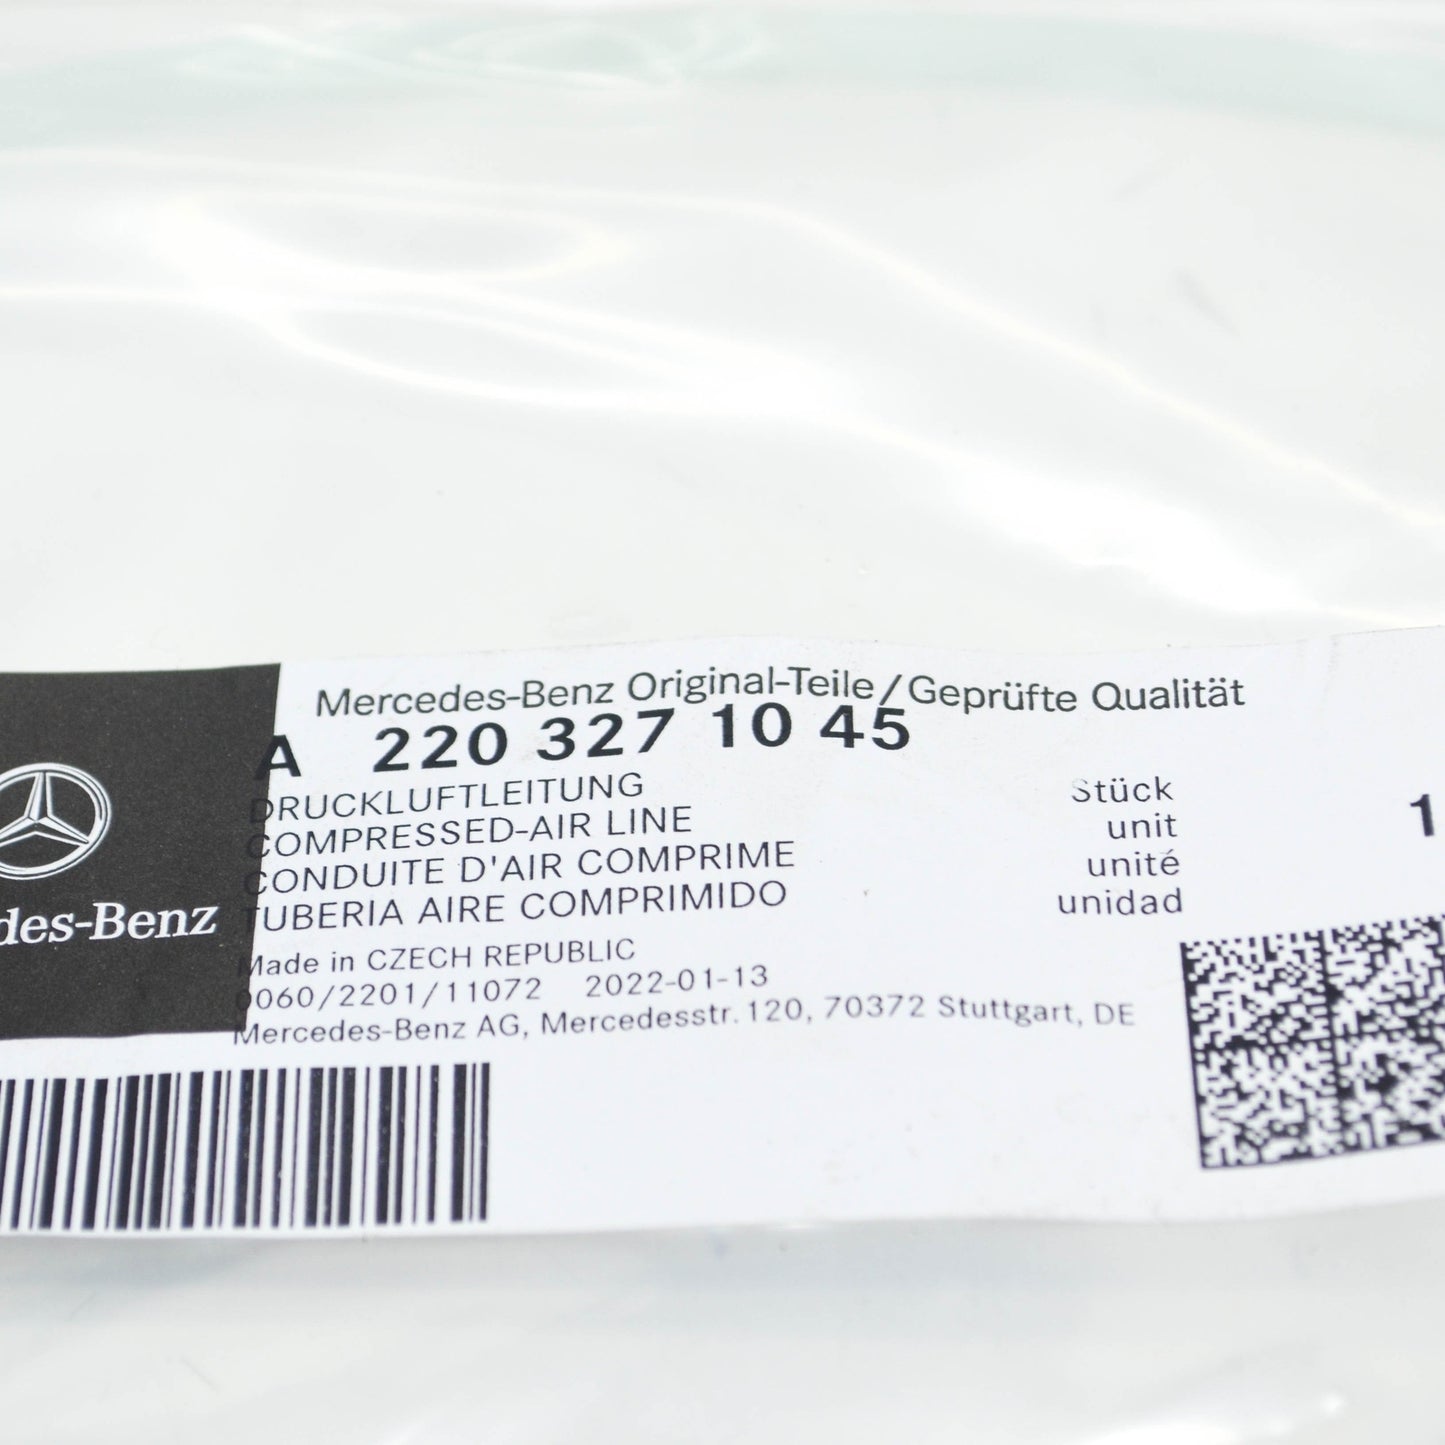 Mercedes-Benz Original-Teile/Geprüfte Qualität
A 220 327 10 45
DRUCKLUFTLEITUNG
COMPRESSED-AIR LINE
CONDUITE D'AIR COMPRIME
TUBERIA AIRE COMPRIMIDO
Stück
unit
unité
unidad
1
des-Benz
Made in CZECH REPUBLIC
0060/2201/11072 2022-01-13
Mercedes-Benz AG, Mercedesstr. 120, 70372 Stuttgart, DE